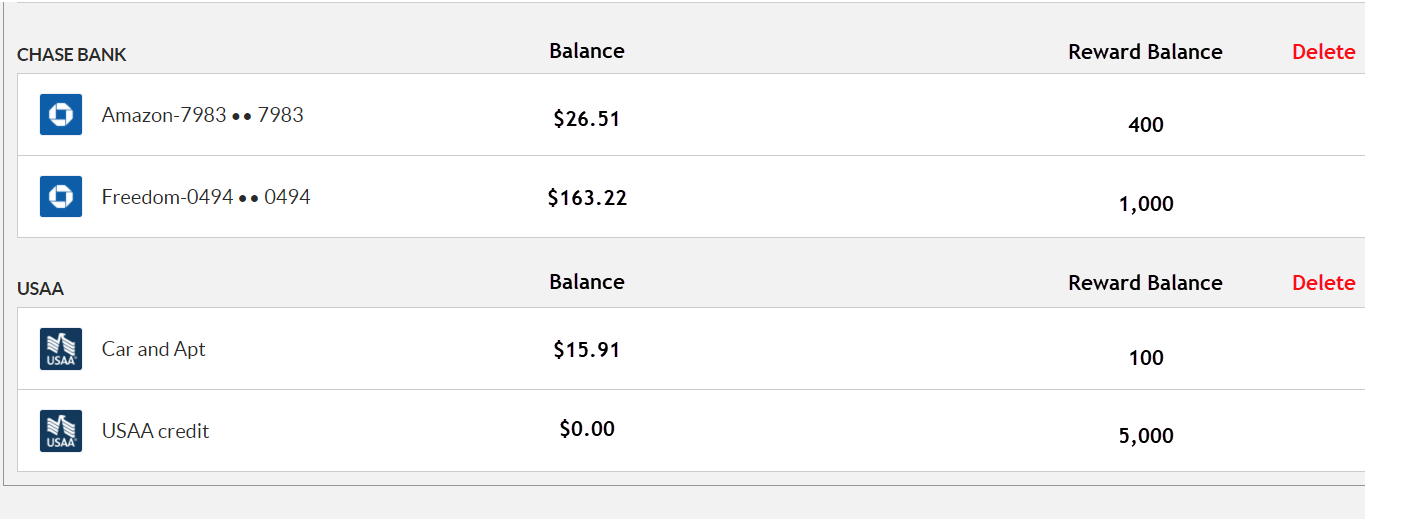 CHASE BANK Balance Reward Balance Delete
Amazon-7983 •• 7983 $26.51 400
Freedom-0494 •• 0494 $163.22 1,000
USAA Balance Reward Balance Delete
USAA Car and Apt $15.91 100
USAA USAA credit $0.00 5,000